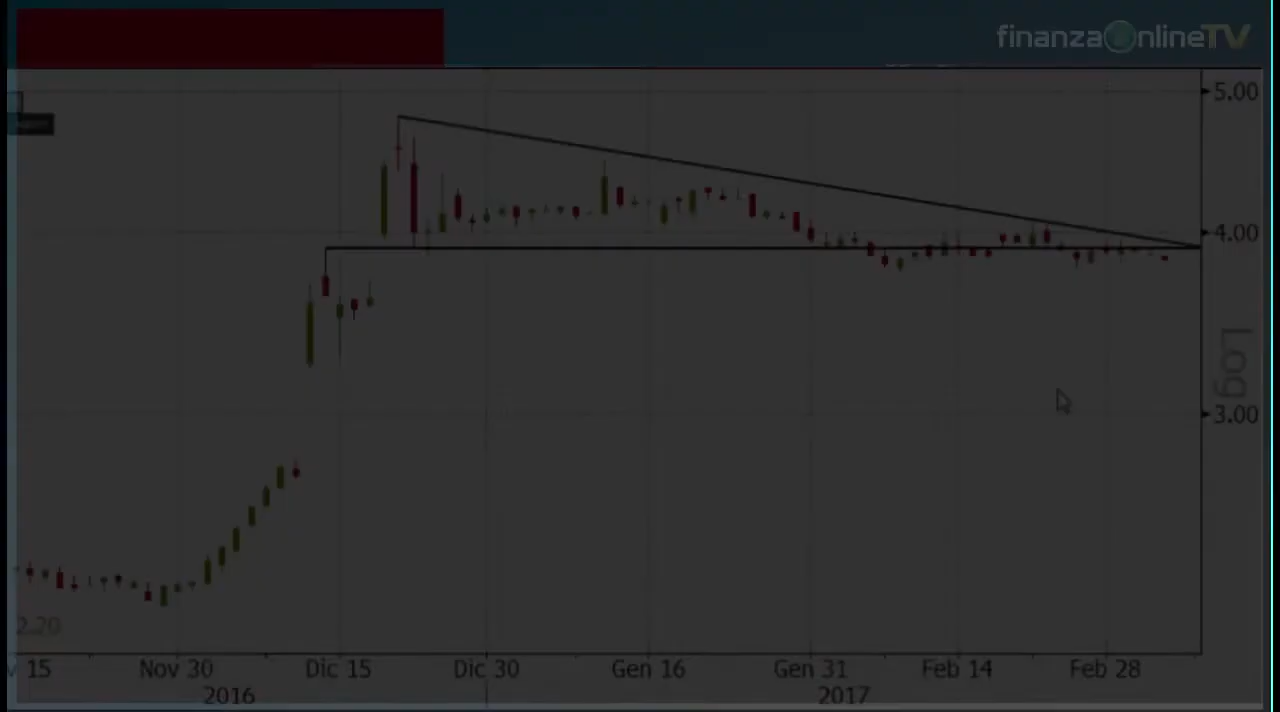 finanzaOnlineTV
5.00
4.00
Log
3.00
2.20
15 Nov 30 Dic 15 Dic 30 Gen 16 Gen 31 Feb 14 Feb 28
2016 2017